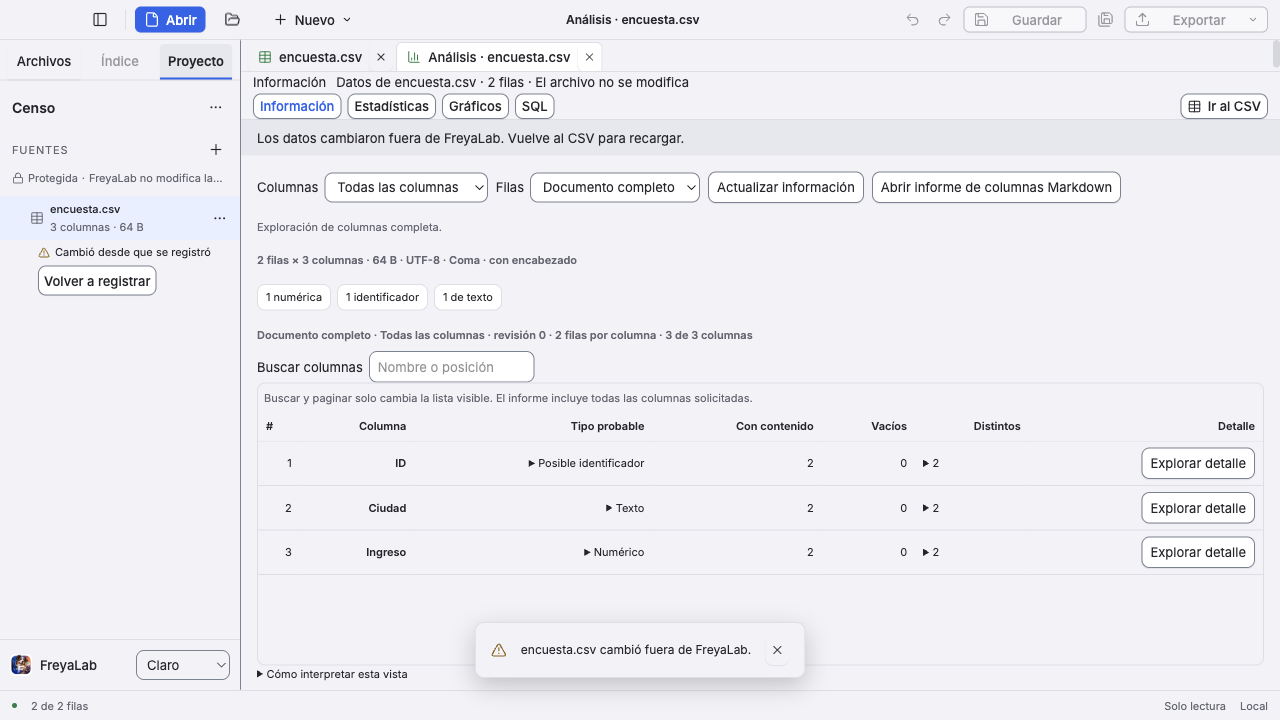 Abrir
Nuevo
Análisis · encuesta.csv
Guardar
Exportar
Archivos
Índice
Proyecto
encuesta.csv
Análisis · encuesta.csv
Información Datos de encuesta.csv · 2 filas · El archivo no se modifica
Información
Estadísticas
Gráficos
SQL
Ir al CSV
Censo
FUENTES
Protegida · FreyaLab no modifica la...
encuesta.csv
3 columnas · 64 B
Cambió desde que se registró
Volver a registrar
Los datos cambiaron fuera de FreyaLab. Vuelve al CSV para recargar.
Columnas Todas las columnas Filas Documento completo Actualizar información Abrir informe de columnas Markdown
Exploración de columnas completa.
2 filas × 3 columnas · 64 B · UTF-8 · Coma · con encabezado
1 numérica 1 identificador 1 de texto
Documento completo · Todas las columnas · revisión 0 · 2 filas por columna · 3 de 3 columnas
Buscar columnas Nombre o posición
Buscar y paginar solo cambia la lista visible. El informe incluye todas las columnas solicitadas.
# Columna Tipo probable Con contenido Vacíos Distintos Detalle
1 ID Posible identificador 2 0 2 Explorar detalle
2 Ciudad Texto 2 0 2 Explorar detalle
3 Ingreso Numérico 2 0 2 Explorar detalle
encuesta.csv cambió fuera de FreyaLab.
Cómo interpretar esta vista
FreyaLab
Claro
2 de 2 filas
Solo lectura
Local